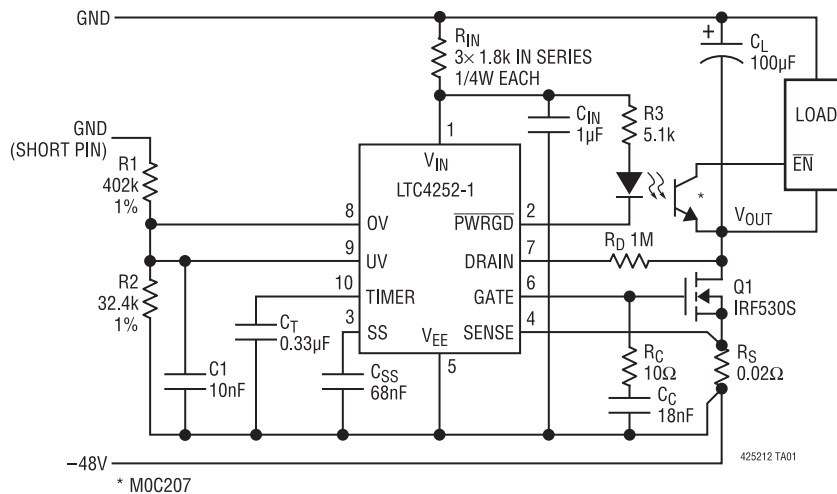 GND
RIN
3× 1.8k IN SERIES
1/4W EACH
+
CL
100µF
LOAD
EN
GND
(SHORT PIN)
R1
402k
1%
R2
32.4k
1%
1
VIN
LTC4252-1
8
OV
9
UV
10
TIMER
3
SS
VEE
5
PWRGD
2
DRAIN
7
GATE
6
SENSE
4
CIN
1µF
R3
5.1k
*
VOUT
RD 1M
Q1
IRF530S
RS
0.02Ω
RC
10Ω
CC
18nF
C1
10nF
CT
0.33µF
CSS
68nF
−48V
425212 TA01
* M0C207